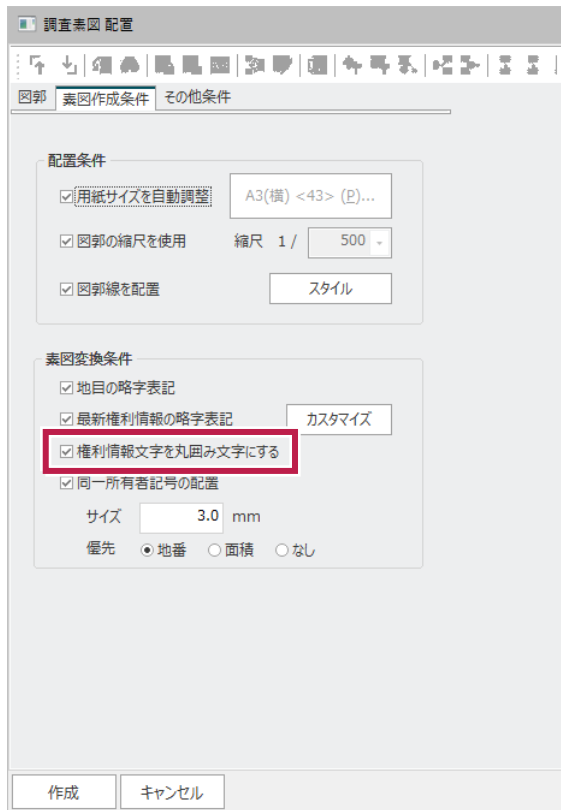 調査素図 配置
図郭 素図作成条件 その他条件
配置条件
用紙サイズを自動調整 A3(横) <43> (P)...
図郭の縮尺を使用 縮尺 1 / 500
図郭線を配置 スタイル
素図変換条件
地目の略字表記
最新権利情報の略字表記 カスタマイズ
権利情報文字を丸囲み文字にする
同一所有者記号の配置
サイズ 3.0 mm
優先 地番 面積 なし
作成 キャンセル